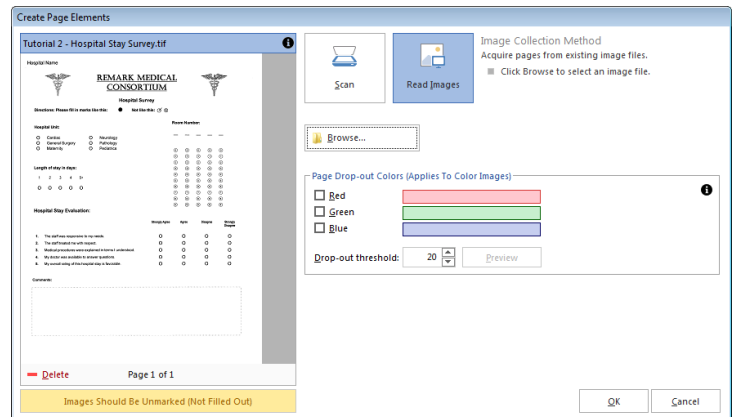 Create Page Elements
Tutorial 2 - Hospital Stay Survey.tif
Hospital Name
REMARK MEDICAL
CONSORTIUM
Hospital Survey
Directions: Please fill in marks like this: Not like this:
Hospital Unit:
Room Number:
Cardiac Neurology
General Surgery Pathology
Maternity Pediatrics
Length of stay in days:
1 2 3 4 5+
Hospital Stay Evaluation:
Strongly Agree Agree Disagree Strongly Disagree
1. The staff was responsive to my needs.
2. The staff treated me with respect.
3. Medical procedures were explained in terms I understood.
4. My doctor was available to answer questions.
5. My overall rating of this hospital stay is favorable.
Comments:
Delete Page 1 of 1
Images Should Be Unmarked (Not Filled Out)
Scan
Read Images
Image Collection Method
Acquire pages from existing image files.
Click Browse to select an image file.
Browse...
Page Drop-out Colors (Applies To Color Images)
Red
Green
Blue
Drop-out threshold: 20 Preview
OK Cancel